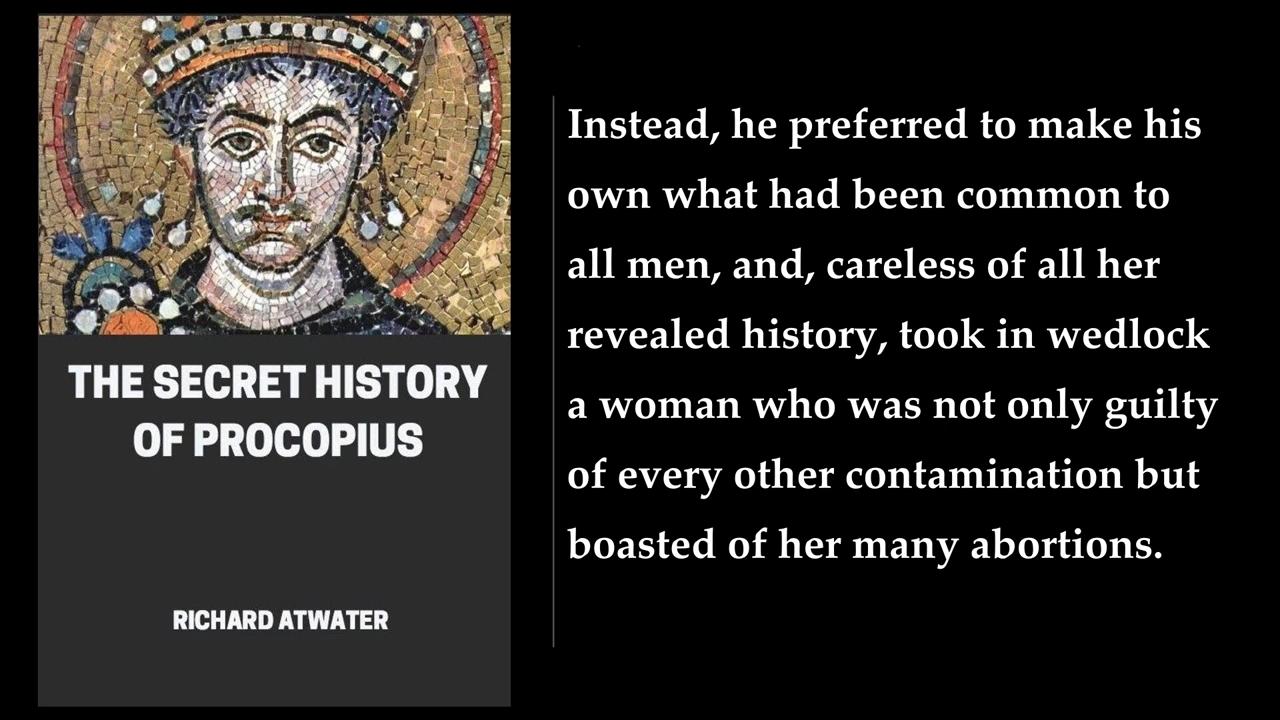 THE SECRET HISTORY
OF PROCOPIUS
RICHARD ATWATER
Instead, he preferred to make his
own what had been common to
all men, and, careless of all her
revealed history, took in wedlock
a woman who was not only guilty
of every other contamination but
boasted of her many abortions.